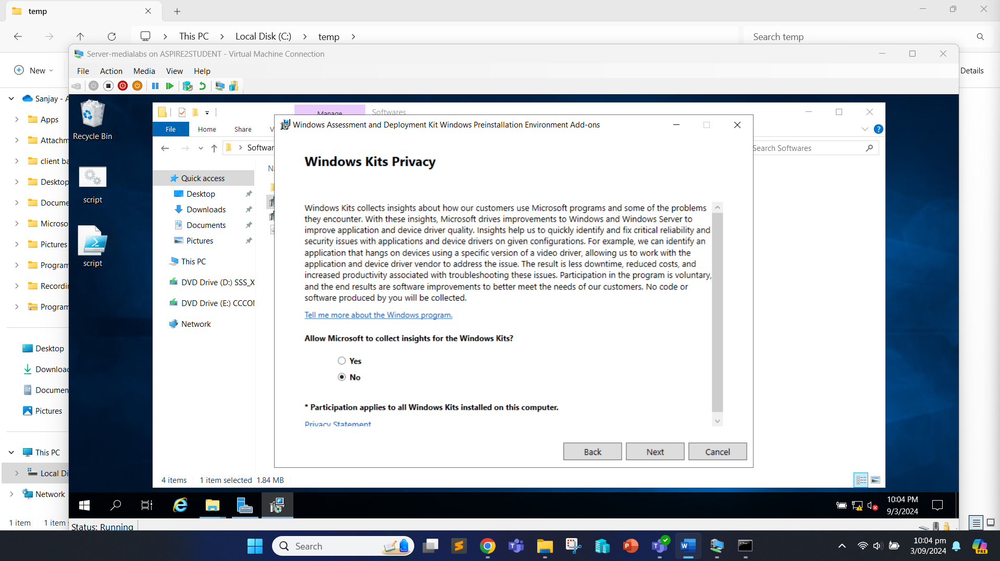 temp
This PC
Local Disk (C:)
temp
Search temp
Server-medialabs on ASPIRE2STUDENT - Virtual Machine Connection
New
File Action Media View Help
Details
Sanjay - A
Apps
Attachm
client ba
Desktop
Docume
Microso
Pictures
Program
Recordin
Program
Desktop
Downloac
Documen
Pictures
This PC
Local Di
Network
1 item
1 item
Recycle Bin
script
script
Manage
Softwares
File
Home
Share
V
Softwar
Search Softwares
Quick access
Desktop
Downloads
Documents
Pictures
This PC
DVD Drive (D:) SSS_X
DVD Drive (E:) CCCO
Network
4 items
1 item selected 1.84 MB
Windows Assessment and Deployment Kit Windows Preinstallation Environment Add-ons
Windows Kits Privacy
Windows Kits collects insights about how our customers use Microsoft programs and some of the problems
they encounter. With these insights, Microsoft drives improvements to Windows and Windows Server to
improve application and device driver quality. Insights help us to quickly identify and fix critical reliability and
security issues with applications and device drivers on given configurations. For example, we can identify an
application that hangs on devices using a specific version of a video driver, allowing us to work with the
application and device driver vendor to address the issue. The result is less downtime, reduced costs, and
increased productivity associated with troubleshooting these issues. Participation in the program is voluntary,
and the end results are software improvements to better meet the needs of our customers. No code or
software produced by you will be collected.
Tell me more about the Windows program.
Allow Microsoft to collect insights for the Windows Kits?
Yes
No
* Participation applies to all Windows Kits installed on this computer.
Privacy Statement
Back
Next
Cancel
10:04 PM
9/3/2024
Status: Running
Search
10:04 pm
3/09/2024
PRE